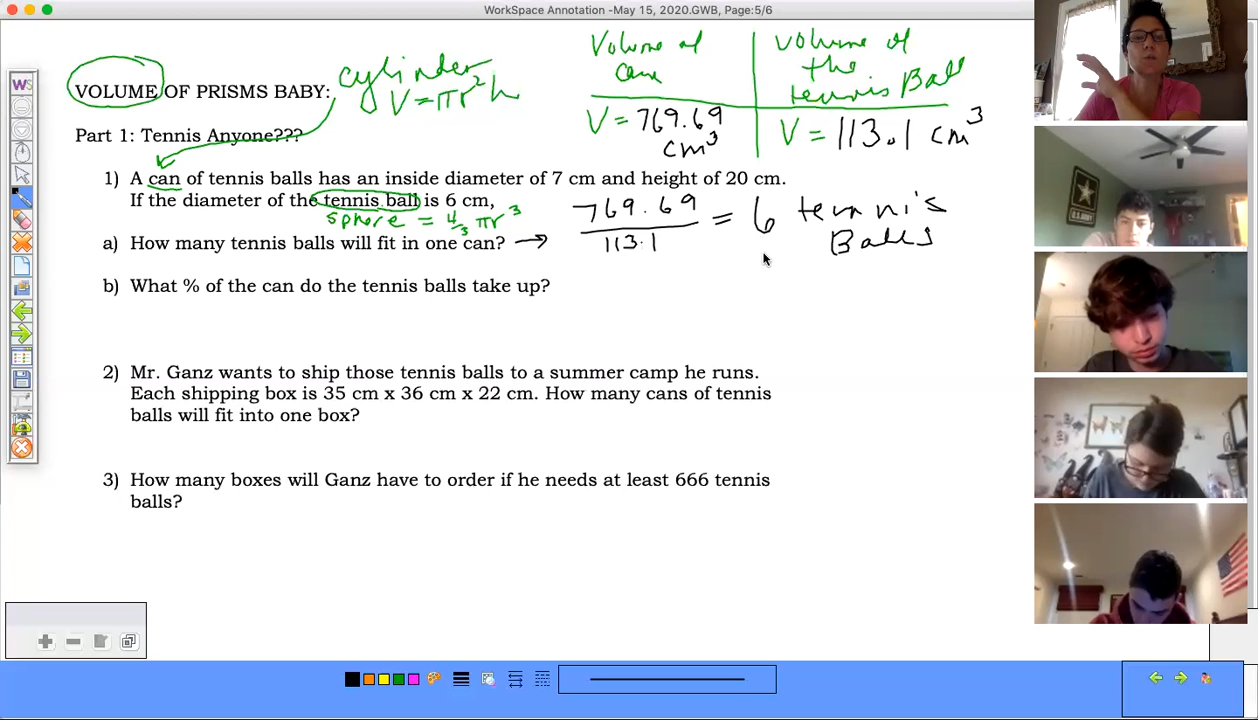 WorkSpace Annotation -May 15, 2020.GWB, Page:5/6
VOLUME OF PRISMS BABY:
cylinder
V = πr²h
Volume of
cane
V = 769.69
cm³
volume of
the
tennis Ball
V = 113.1 cm³
Part 1: Tennis Anyone???
1) A can of tennis balls has an inside diameter of 7 cm and height of 20 cm.
If the diameter of the tennis ball is 6 cm,
sphere = 4/3 πr³
a) How many tennis balls will fit in one can? →
769.69 / 113.1 = 6 tennis
Balls
b) What % of the can do the tennis balls take up?
2) Mr. Ganz wants to ship those tennis balls to a summer camp he runs.
Each shipping box is 35 cm x 36 cm x 22 cm. How many cans of tennis
balls will fit into one box?
3) How many boxes will Ganz have to order if he needs at least 666 tennis
balls?